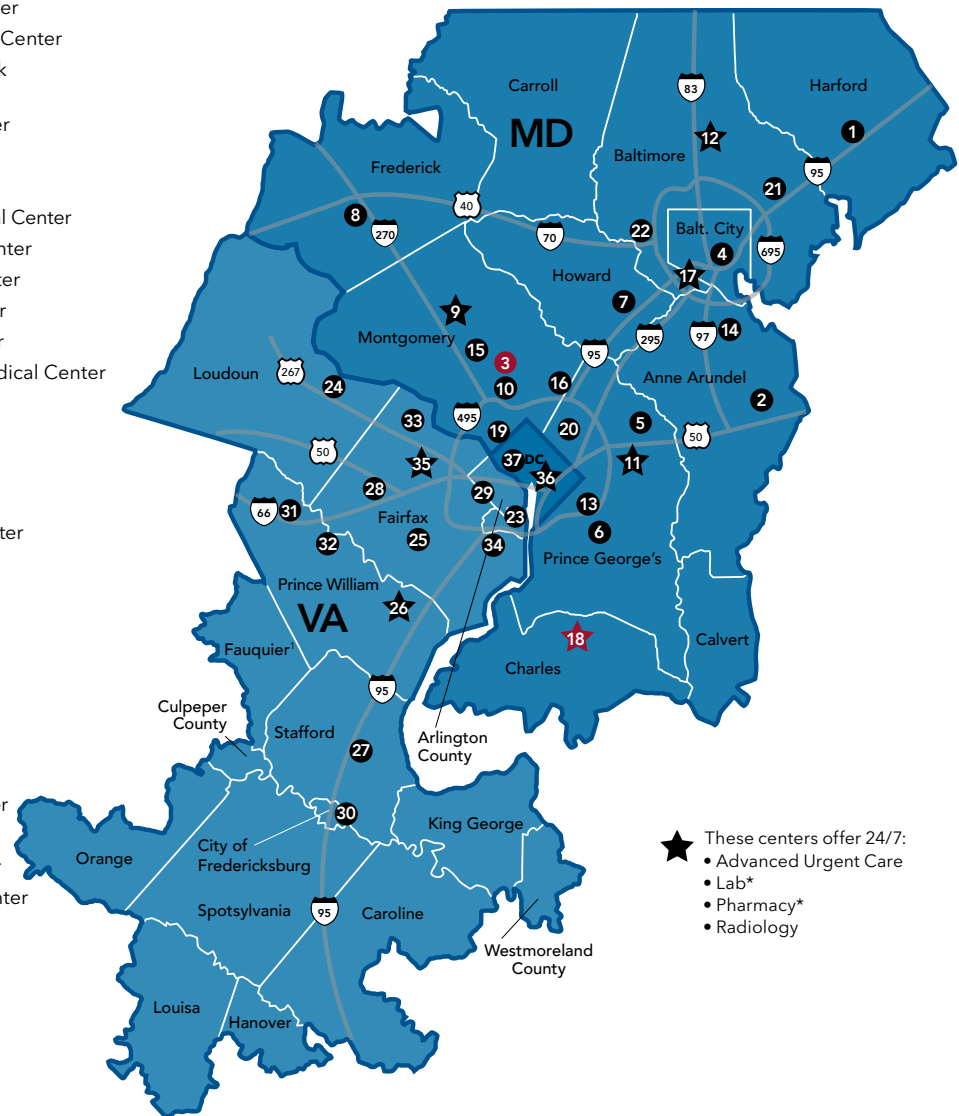 er
Center
k
er
al Center
enter
ter
r
r
dical Center
ter
er
r
nter
Carroll
Harford
83
MD
12
1
Baltimore
Frederick
95
21
40
8
270
70
22
Balt. City
4
695
17
Howard
9
7
Montgomery
295
97
14
15
3
95
267
Loudoun
24
10
16
Anne Arundel
2
33
495
19
20
5
50
50
35
37
DC
36
11
28
29
13
66
31
Fairfax
23
6
32
25
34
Prince George's
Prince William
26
VA
18
Fauquier¹
Charles
Calvert
95
Culpeper
County
Stafford
27
Arlington
County
30
King George
City of
Fredericksburg
Orange
Spotsylvania
95
Caroline
Westmoreland
County
Louisa
Hanover
These centers offer 24/7:
• Advanced Urgent Care
• Lab*
• Pharmacy*
• Radiology